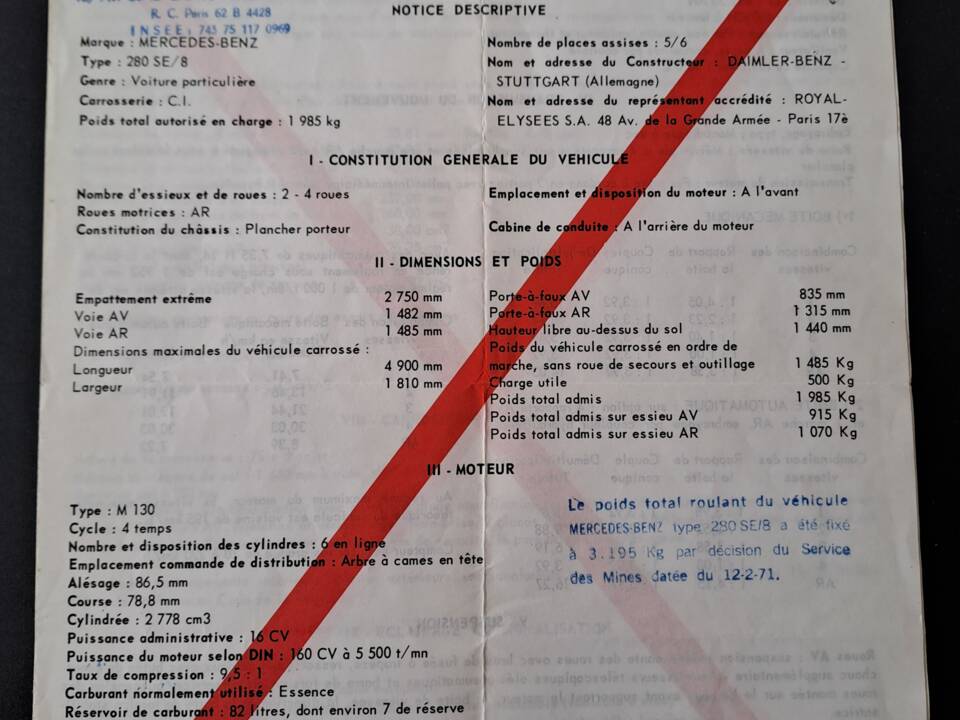 NOTICE DESCRIPTIVE
R. C. Paris 62 B 4428
INSEE: 743 75 117 0969
Marque : MERCEDES-BENZ
Type : 280 SE/8
Genre : Voiture particulière
Carrosserie : C.I.
Poids total autorisé en charge : 1 985 kg
Nombre de places assises : 5/6
Nom et adresse du Constructeur : DAIMLER-BENZ -
STUTTGART (Allemagne)
Nom et adresse du représentant accrédité : ROYAL-
ELYSEES S.A. 48 Av. de la Grande Armée - Paris 17è
I - CONSTITUTION GENERALE DU VEHICULE
Nombre d'essieux et de roues : 2 - 4 roues
Roues motrices : AR
Constitution du châssis : Plancher porteur
Emplacement et disposition du moteur : A l'avant
Cabine de conduite : A l'arrière du moteur
II - DIMENSIONS ET POIDS
Empattement extrême 2 750 mm
Voie AV 1 482 mm
Voie AR 1 485 mm
Dimensions maximales du véhicule carrossé :
Longueur 4 900 mm
Largeur 1 810 mm
Porte-à-faux AV 835 mm
Porte-à-faux AR 1 315 mm
Hauteur libre au-dessus du sol 1 440 mm
Poids du véhicule carrossé en ordre de
marche, sans roue de secours et outillage 1 485 Kg
Charge utile 500 Kg
Poids total admis 1 985 Kg
Poids total admis sur essieu AV 915 Kg
Poids total admis sur essieu AR 1 070 Kg
III - MOTEUR
Type : M 130
Cycle : 4 temps
Nombre et disposition des cylindres : 6 en ligne
Emplacement commande de distribution : Arbre à cames en tête
Alésage : 86,5 mm
Course : 78,8 mm
Cylindrée : 2 778 cm3
Puissance administrative : 16 CV
Puissance du moteur selon DIN : 160 CV à 5 500 t/mn
Taux de compression : 9,5 : 1
Carburant normalement utilisé : Essence
Réservoir de carburant : 82 litres, dont environ 7 de réserve
Le poids total roulant du véhicule
MERCEDES-BENZ type 280 SE/8 a été fixé
à 3.195 Kg par décision du Service
des Mines datée du 12-2-71.